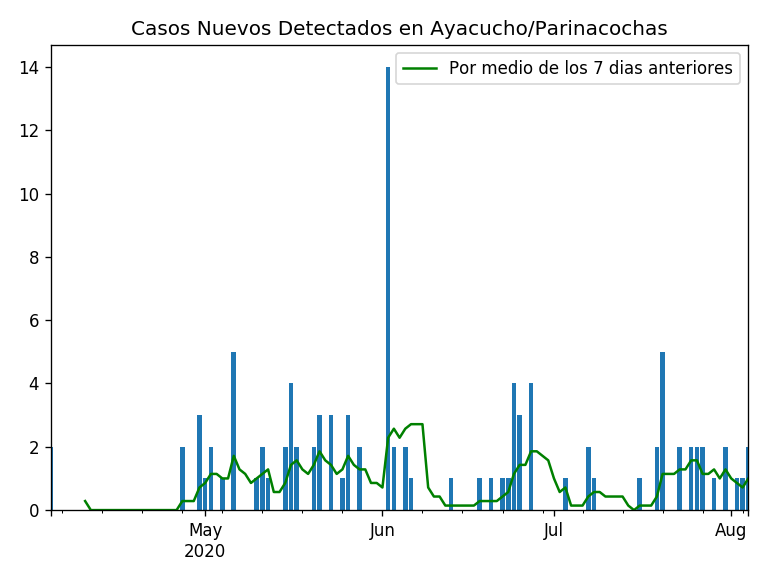 Casos Nuevos Detectados en Ayacucho/Parinacochas
Por medio de los 7 dias anteriores
14
12
10
8
6
4
2
0
May
2020
Jun
Jul
Aug